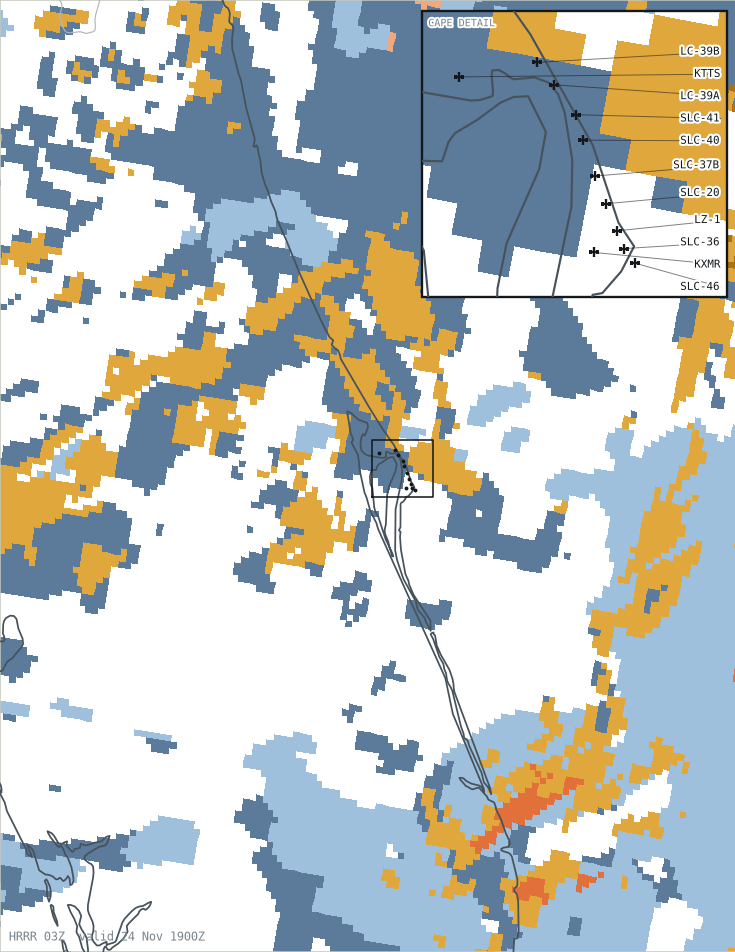 CAPE DETAIL
LC-39B
KTTS
LC-39A
SLC-41
SLC-40
SLC-37B
SLC-20
LZ-1
SLC-36
KXMR
SLC-46
HRRR 03Z valid 24 Nov 1900Z